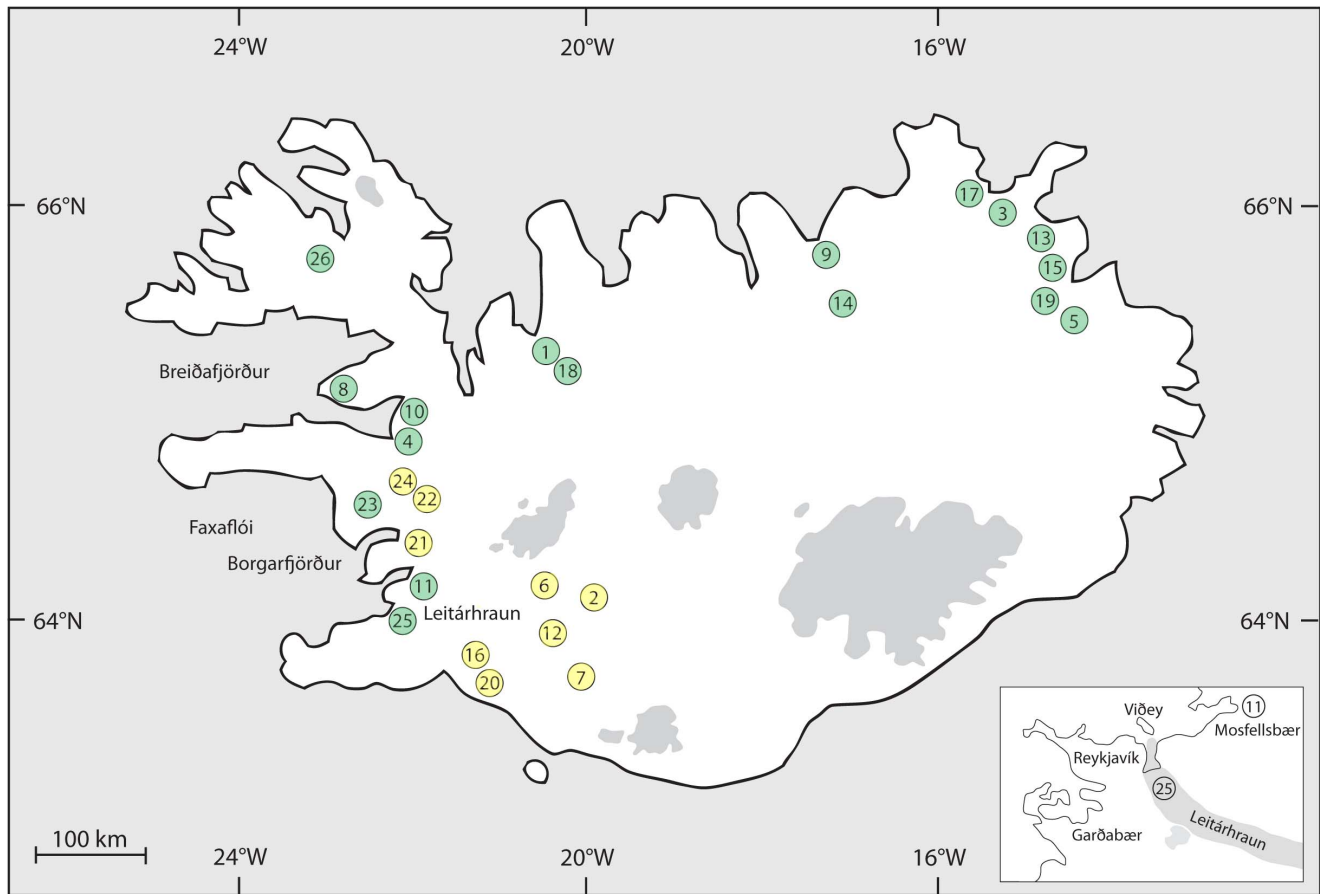 24°W 20°W 16°W
66°N 66°N
17
3
13
9
15
26
19
14
5
1
18
Breiðafjörður
8
10
4
24
22
23
Faxaflói
21
Borgarfjörður
6
11
2
Leitárhraun
64°N 64°N
25
12
16
7
20
Viðey
11
Mosfellsbær
Reykjavík
25
Leitárhraun
Garðabær
100 km
24°W 20°W 16°W